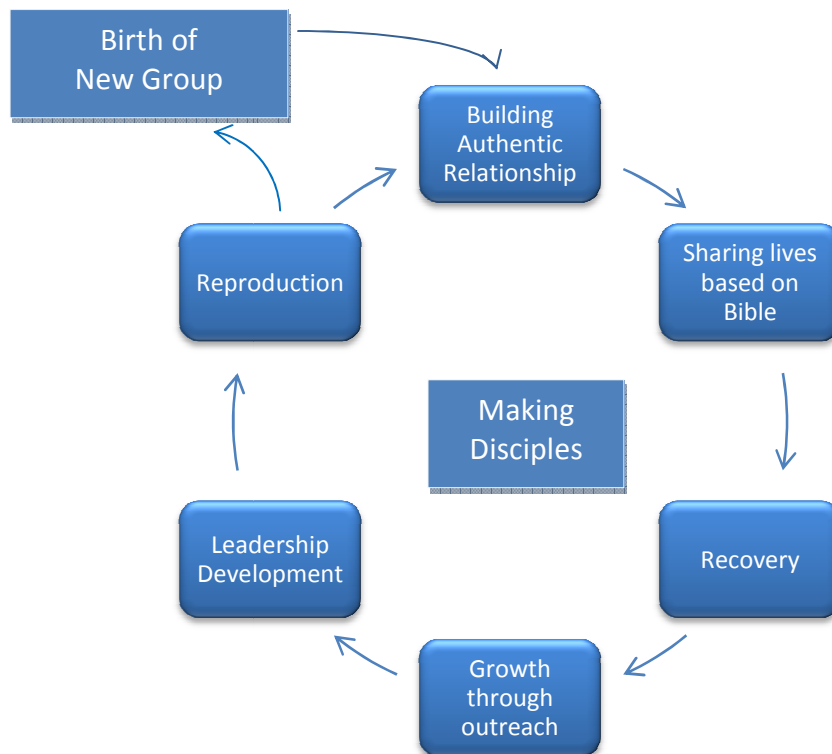 Birth of
New Group
Building
Authentic
Relationship
Sharing lives
based on
Bible
Recovery
Growth
through
outreach
Leadership
Development
Reproduction
Making
Disciples